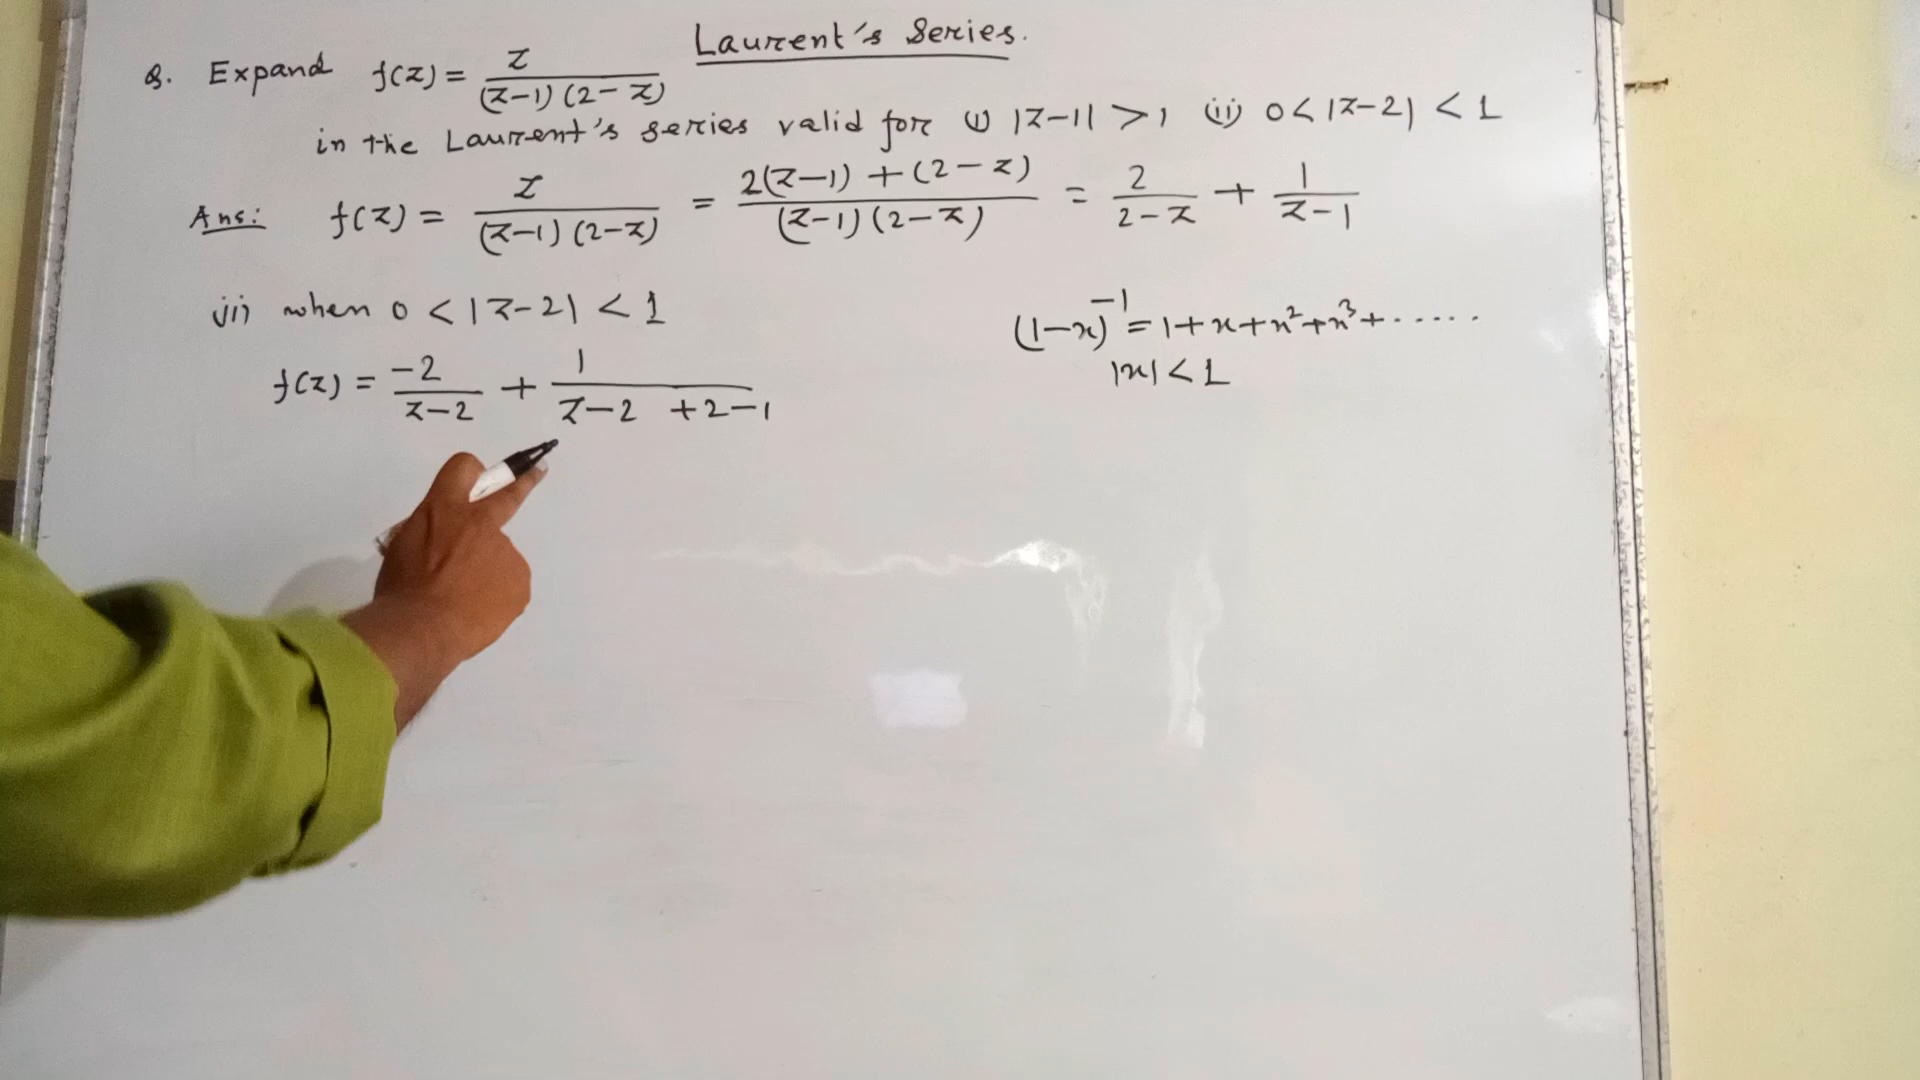 Laurent's Series.
Q. Expand f(z) = z / (z-1)(2-z)
in the Laurent's series valid for (i) |z-1| > 1 (ii) 0 < |z-2| < 1
Ans: f(z) = z / (z-1)(2-z) = 2(z-1) + (2-z) / (z-1)(2-z) = 2 / 2-z + 1 / z-1
ii) when 0 < |z-2| < 1
(1-x)^-1 = 1+x+x²+x³+.....
|x| < 1
f(z) = -2 / z-2 + 1 / z-2 +2-1